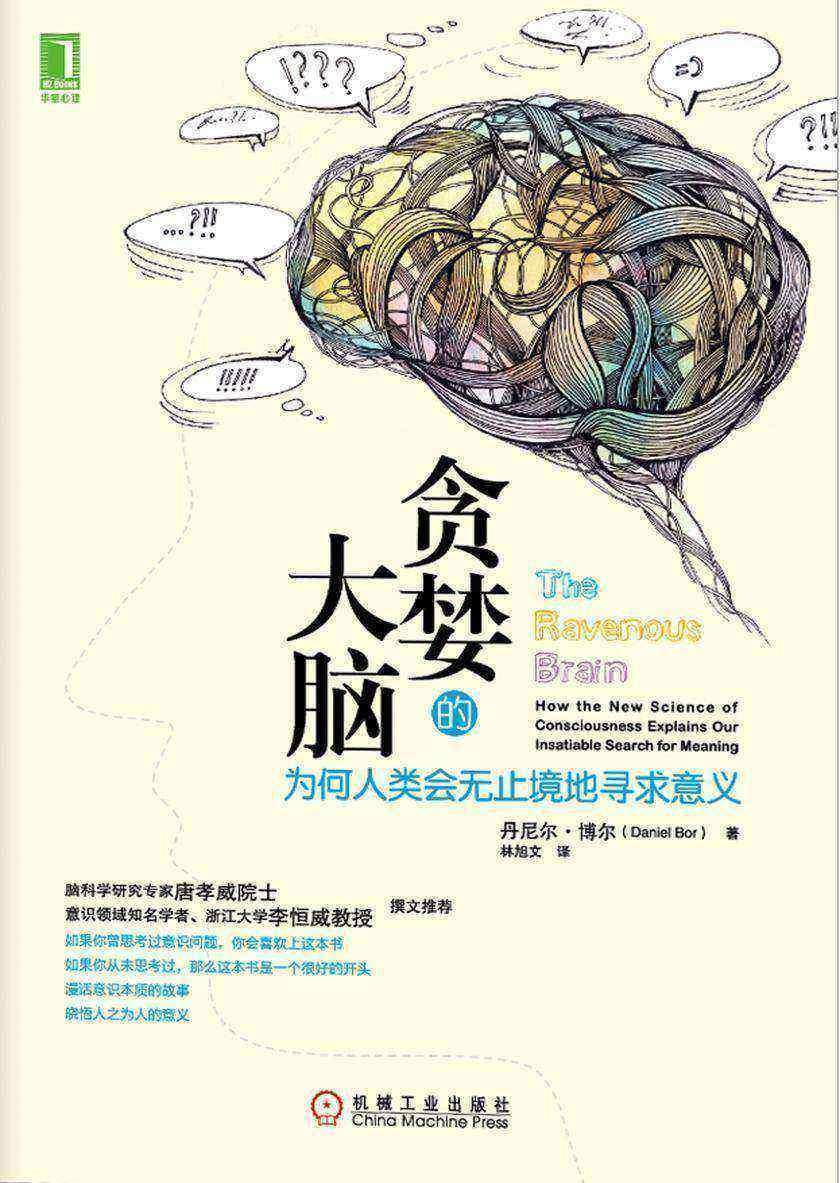 HZ Books
华章心理
!???
=C
?!!
...?!!
!!!!!
贪婪
的
大脑
The
Ravenous
Brain
How the New Science of
Consciousness Explains Our
Insatiable Search for Meaning
为何人类会无止境地寻求意义
丹尼尔·博尔(Daniel Bor) 著
林旭文 译
脑科学研究专家唐孝威院士
意识领域知名学者、浙江大学李恒威教授 撰文推荐
如果你曾思考过意识问题，你会喜欢上这本书
如果你从未思考过，那么这本书是一个很好的开头
漫话意识本质的故事
晓悟人之为人的意义
机械工业出版社
China Machine Press